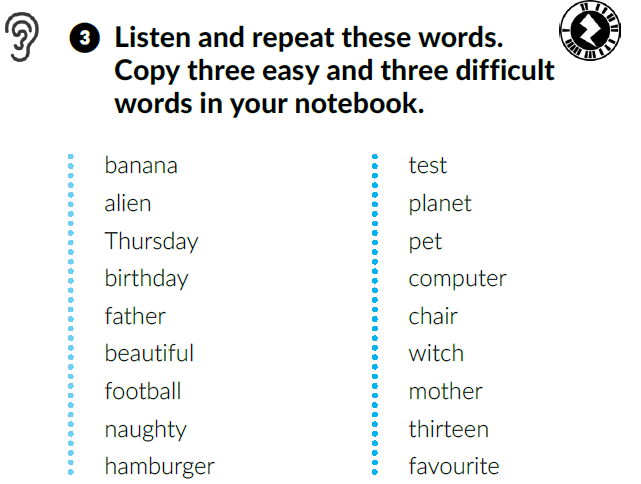 3 Listen and repeat these words.
Copy three easy and three difficult
words in your notebook.
banana
alien
Thursday
birthday
father
beautiful
football
naughty
hamburger
test
planet
pet
computer
chair
witch
mother
thirteen
favourite